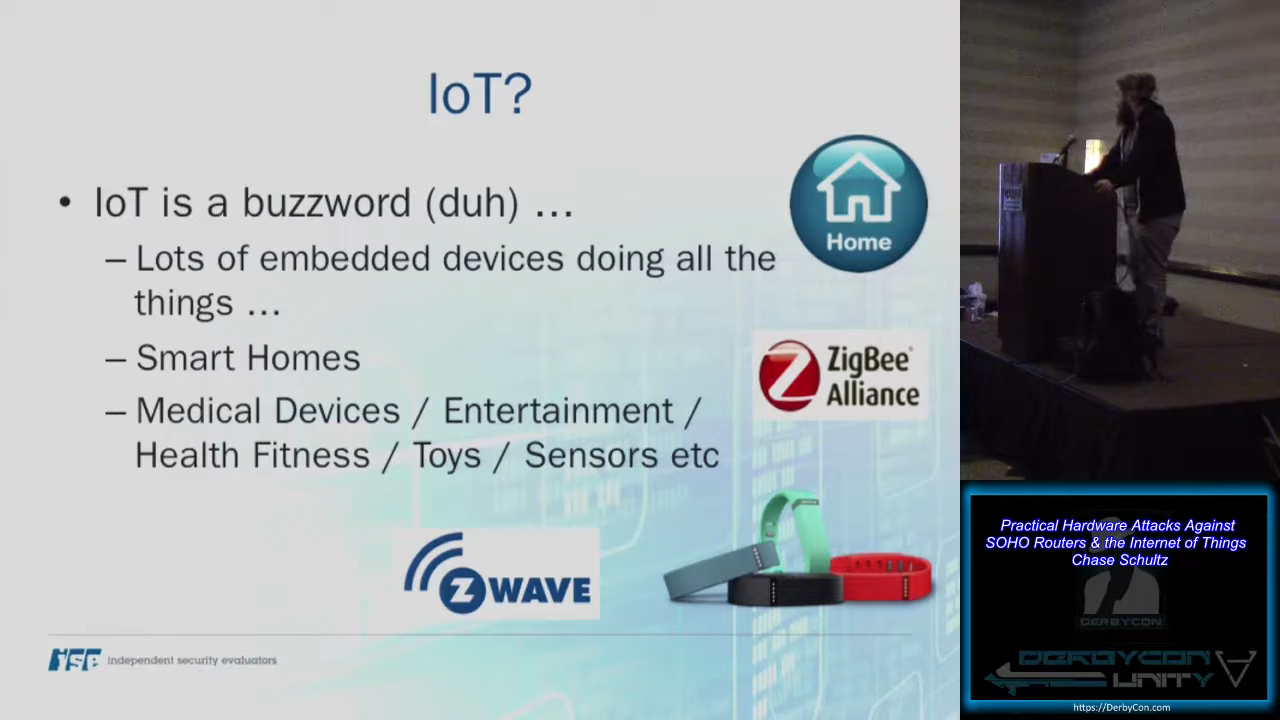 IoT?
• IoT is a buzzword (duh) …
Home
– Lots of embedded devices doing all the
things …
– Smart Homes
ZigBee
Alliance
– Medical Devices / Entertainment /
Health Fitness / Toys / Sensors etc
Z WAVE
ise independent security evaluators
Practical Hardware Attacks Against
SOHO Routers & the Internet of Things
Chase Schultz
DERBYCON
DERBYCON
UNITY
https://DerbyCon.com